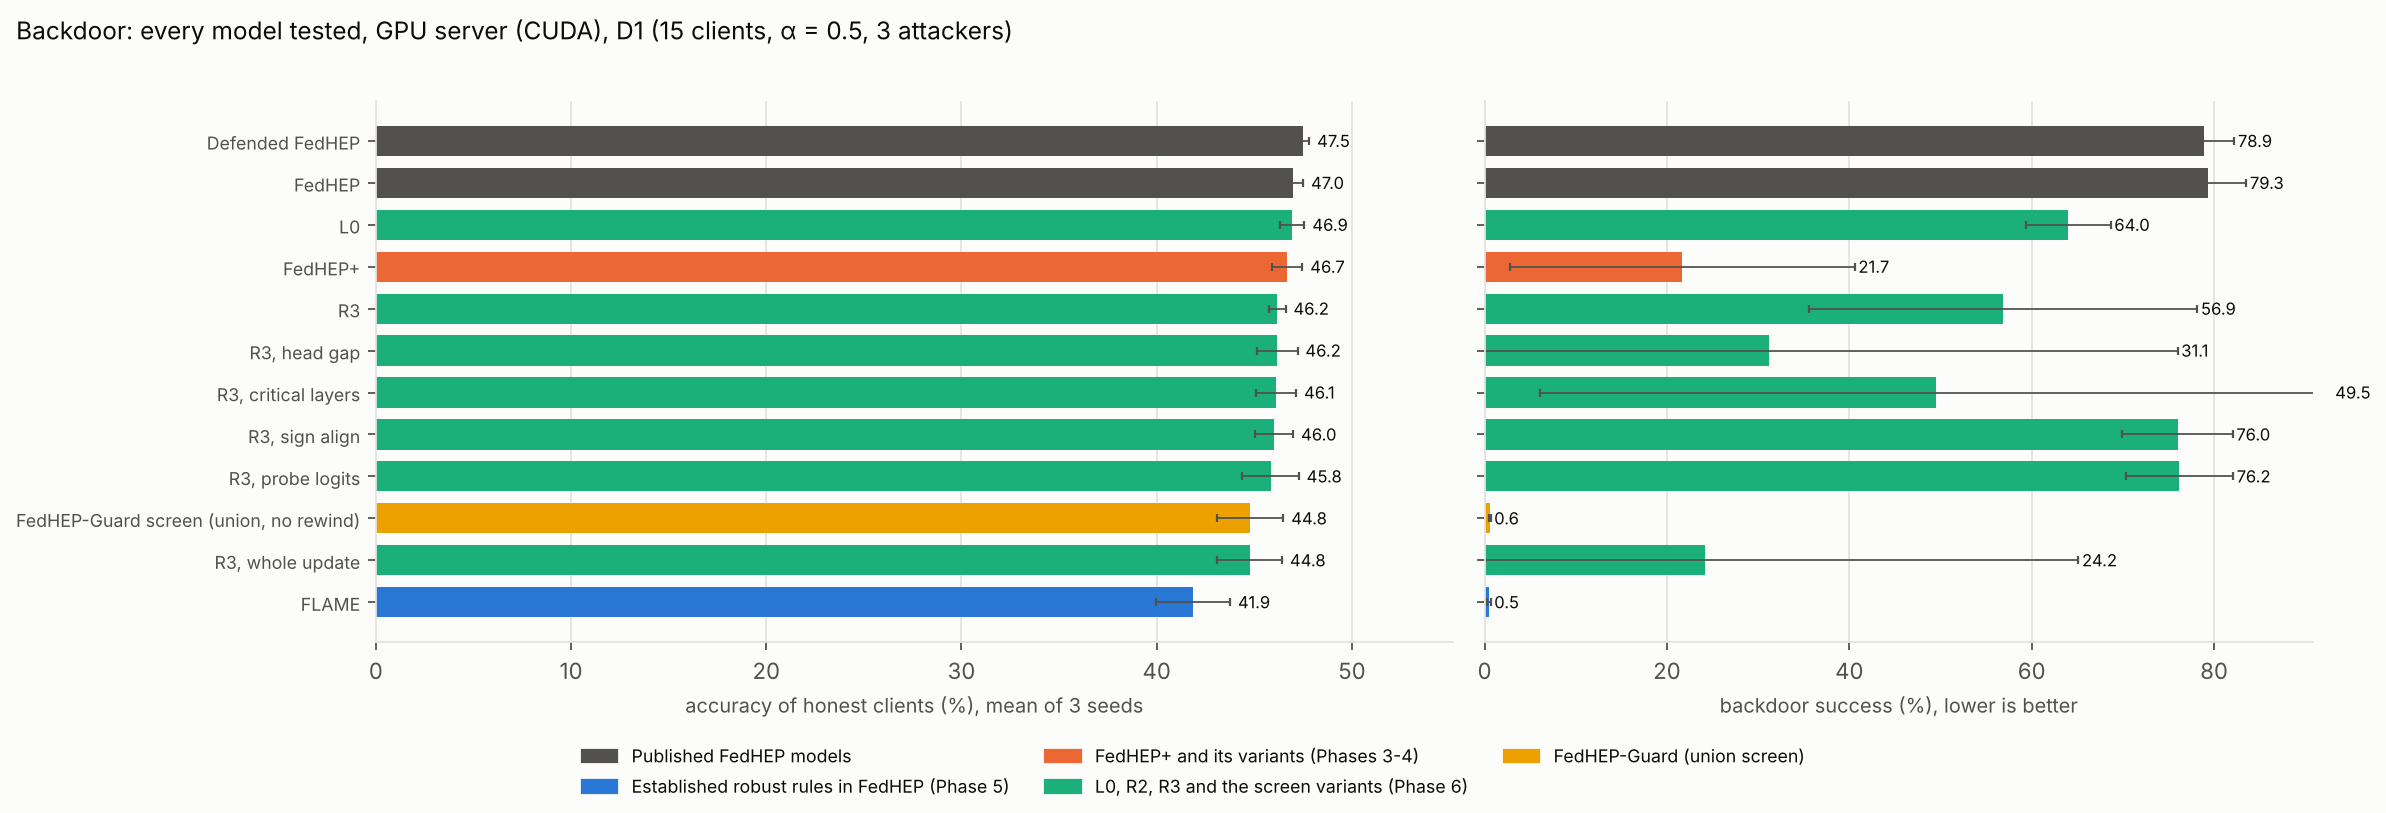 Backdoor: every model tested, GPU server (CUDA), D1 (15 clients, α = 0.5, 3 attackers)
Defended FedHEP 47.5 78.9
FedHEP 47.0 79.3
L0 46.9 64.0
FedHEP+ 46.7 21.7
R3 46.2 56.9
R3, head gap 46.2 31.1
R3, critical layers 46.1 49.5
R3, sign align 46.0 76.0
R3, probe logits 45.8 76.2
FedHEP-Guard screen (union, no rewind) 44.8 0.6
R3, whole update 44.8 24.2
FLAME 41.9 0.5
0 10 20 30 40 50 0 20 40 60 80
accuracy of honest clients (%), mean of 3 seeds
backdoor success (%), lower is better
Published FedHEP models
FedHEP+ and its variants (Phases 3-4)
FedHEP-Guard (union screen)
Established robust rules in FedHEP (Phase 5)
L0, R2, R3 and the screen variants (Phase 6)